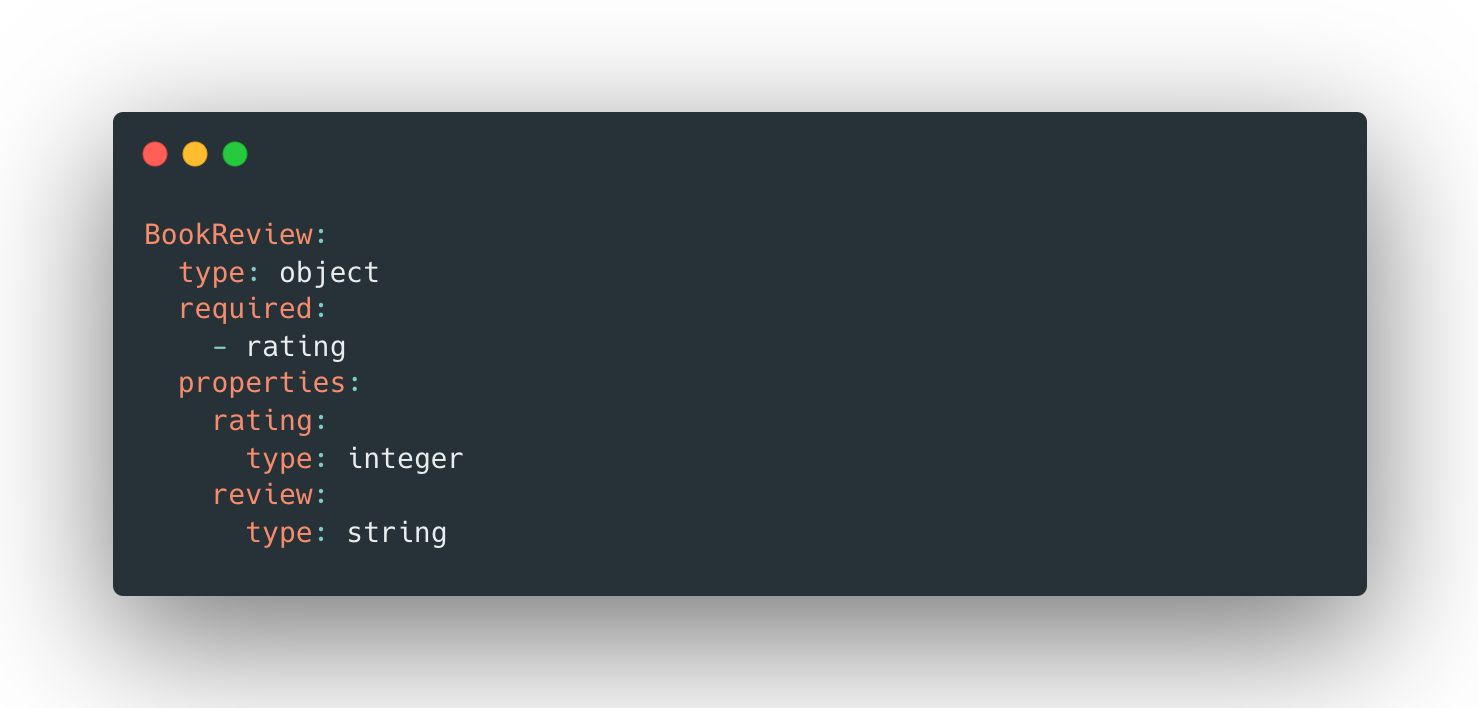 BookReview:
  type: object
  required:
    - rating
  properties:
    rating:
      type: integer
    review:
      type: string